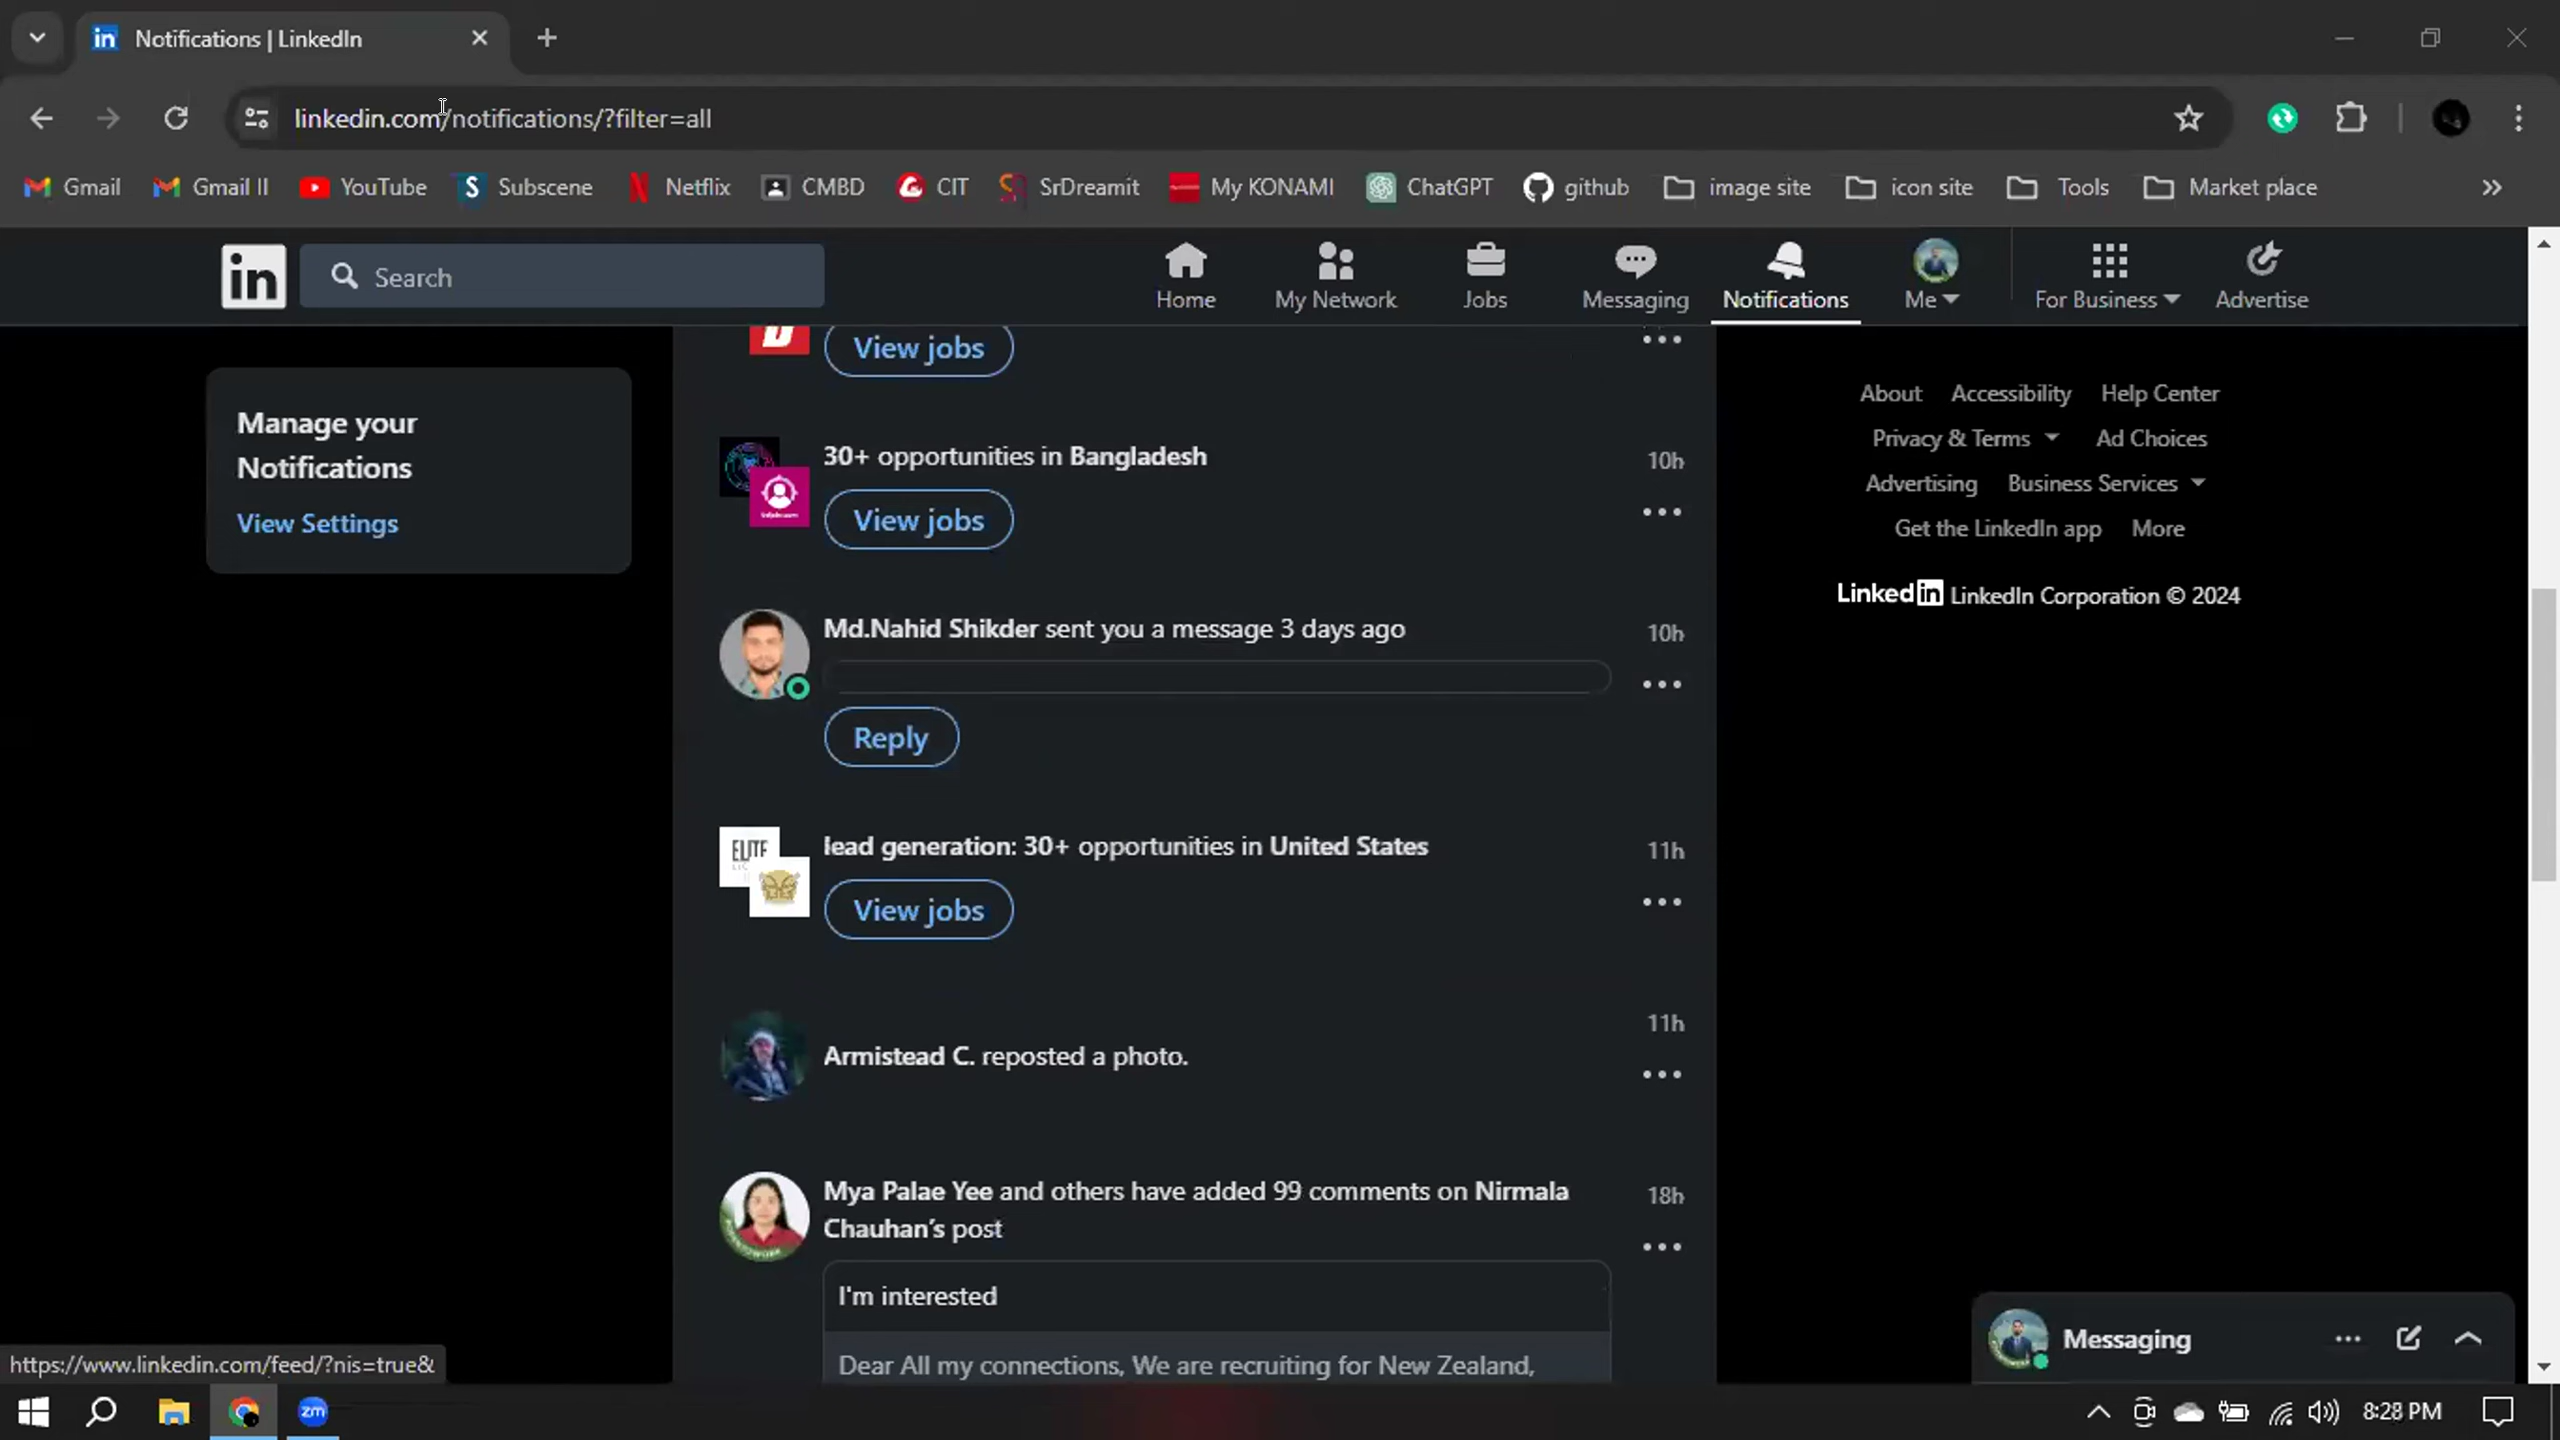 Notifications | LinkedIn
linkedin.com/notifications/?filter=all
Gmail Gmail II YouTube Subscene Netflix CMBD CIT SrDreamit My KONAMI ChatGPT github image site icon site Tools Market place
in Search Home My Network Jobs Messaging Notifications Me For Business Advertise
View jobs
Manage your
Notifications
View Settings
30+ opportunities in Bangladesh 10h
View jobs
Md.Nahid Shikder sent you a message 3 days ago 10h
Reply
ELITE
lead generation: 30+ opportunities in United States 11h
View jobs
Armistead C. reposted a photo. 11h
Mya Palae Yee and others have added 99 comments on Nirmala 18h
Chauhan's post
I'm interested
Dear All my connections, We are recruiting for New Zealand,
About Accessibility Help Center
Privacy & Terms Ad Choices
Advertising Business Services
Get the LinkedIn app More
LinkedIn LinkedIn Corporation © 2024
Messaging
https://www.linkedin.com/feed/?nis=true&
zm 8:28 PM